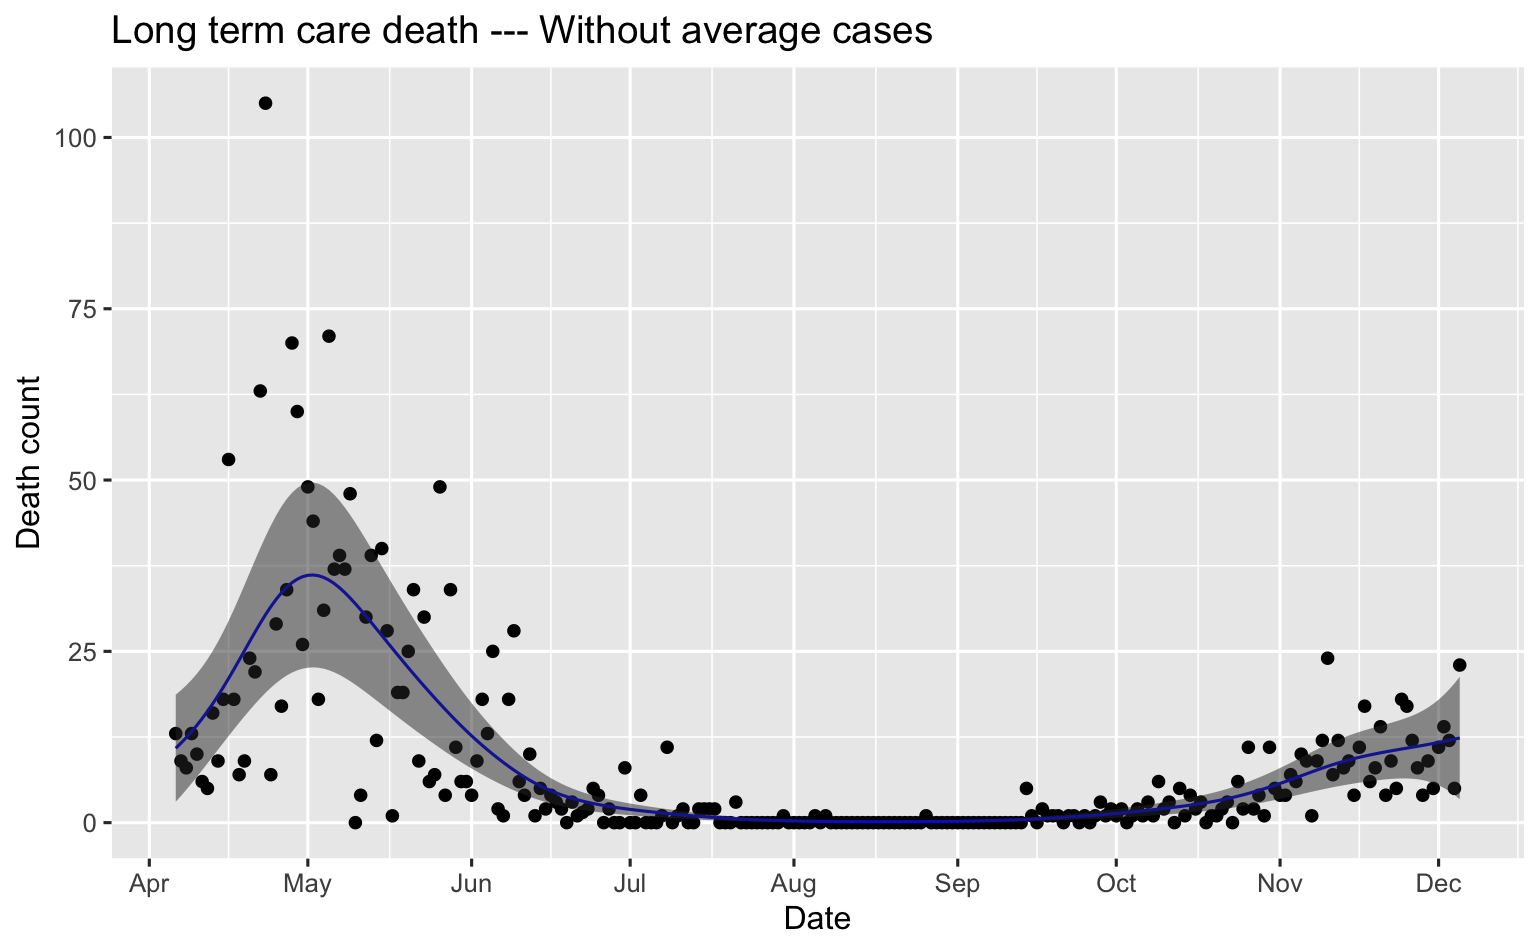 Long term care death --- Without average cases
Death count
100
75
50
25
0
Apr May Jun Jul Aug Sep Oct Nov Dec
Date